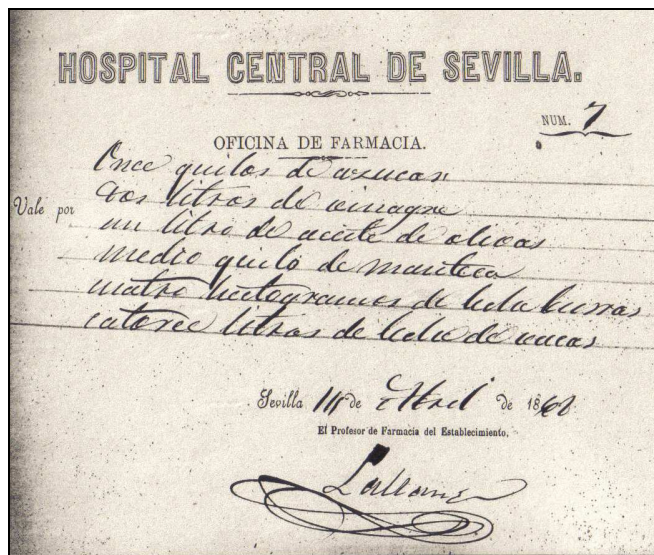 HOSPITAL CENTRAL DE SEVILLA.
NUM. 7
OFICINA DE FARMACIA.
Once quilos de azucar
Vale por dos litros de vinagre
un litro de aceite de olivas
medio quilo de manteca
cuatro hectogramos de leche burras
catorce litros de leche de vacas
Sevilla de Abril de 186
El Profesor de Farmacia del Establecimiento,